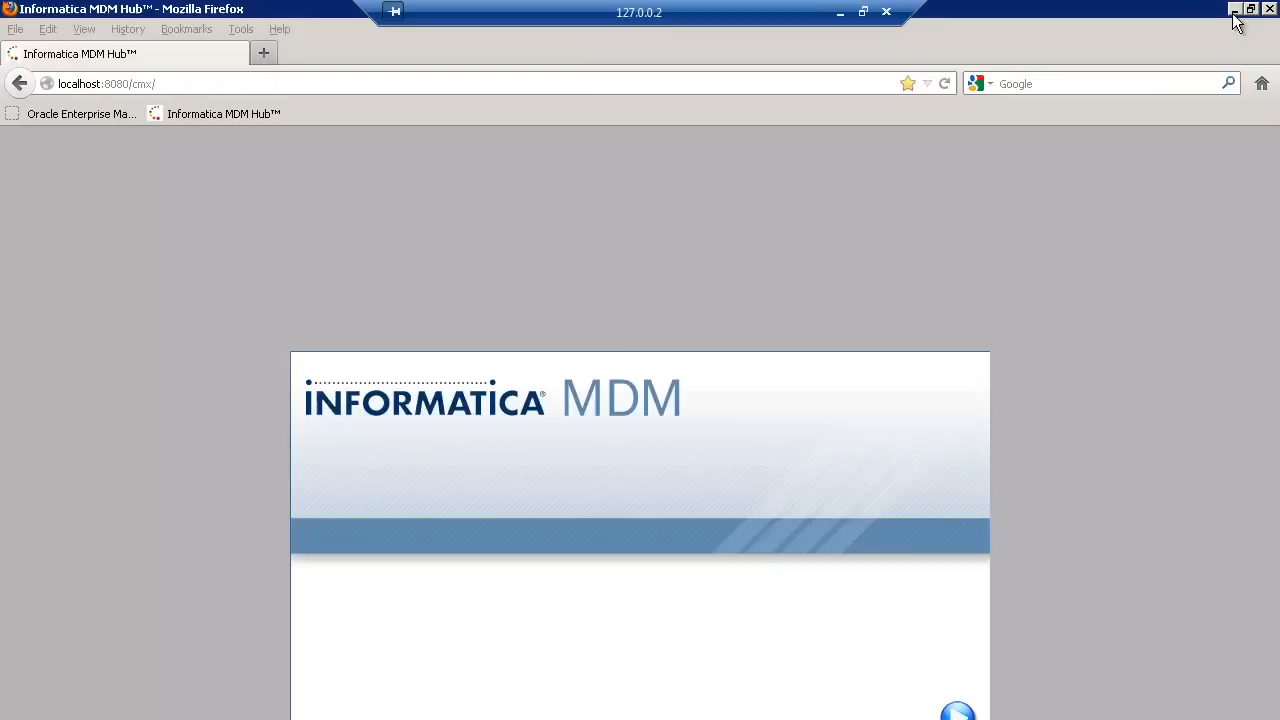 Informatica MDM Hub™ - Mozilla Firefox
127.0.0.2
File Edit View History Bookmarks Tools Help
Informatica MDM Hub™
localhost:8080/cmx/
Google
Oracle Enterprise Ma... Informatica MDM Hub™
INFORMATICA® MDM